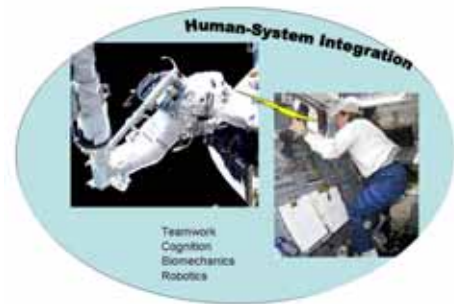 Human-System Integration
Teamwork
Cognition
Biomechanics
Robotics